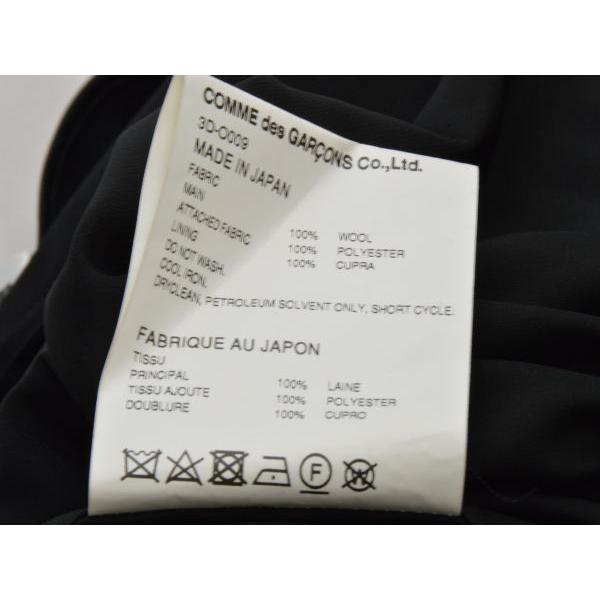 COMME des GARÇONS Co.,Ltd.
3D-O009
MADE IN JAPAN
FABRIC
MAIN 100% WOOL
ATTACHED FABRIC 100% POLYESTER
LINING 100% CUPRA
DO NOT WASH.
COOL IRON.
DRYCLEAN, PETROLEUM SOLVENT ONLY, SHORT CYCLE.
FABRIQUE AU JAPON
TISSU
PRINCIPAL 100% LAINE
TISSU AJOUTE 100% POLYESTER
DOUBLURE 100% CUPRO
F W